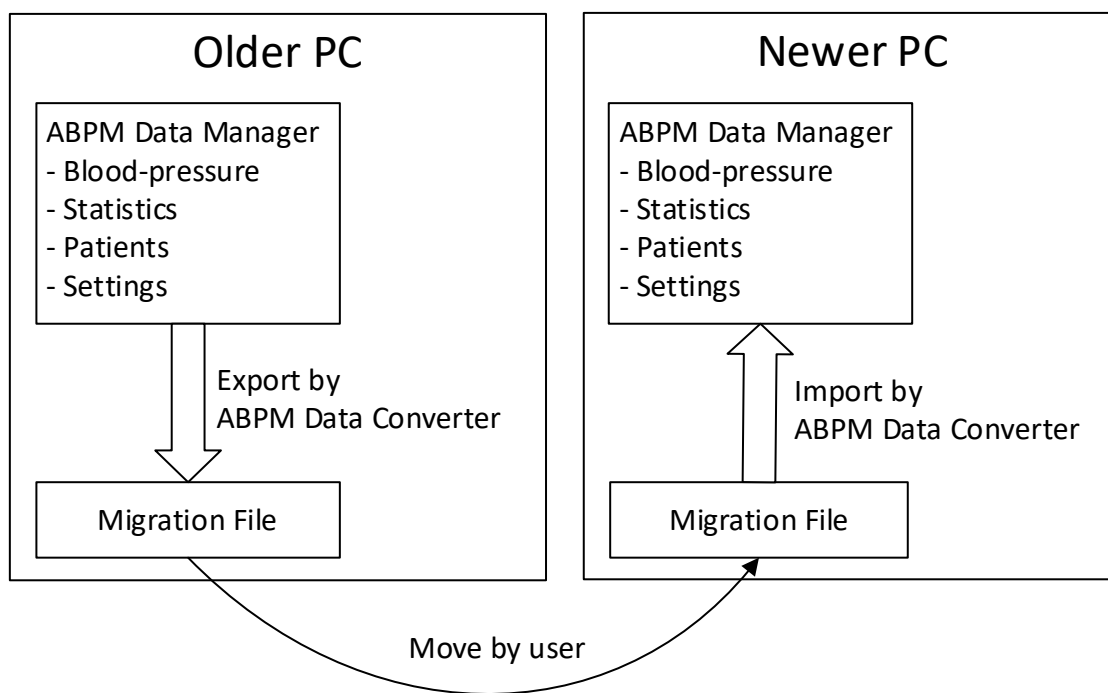 Older PC
ABPM Data Manager
- Blood-pressure
- Statistics
- Patients
- Settings
Export by
ABPM Data Converter
Migration File
Newer PC
ABPM Data Manager
- Blood-pressure
- Statistics
- Patients
- Settings
Import by
ABPM Data Converter
Migration File
Move by user